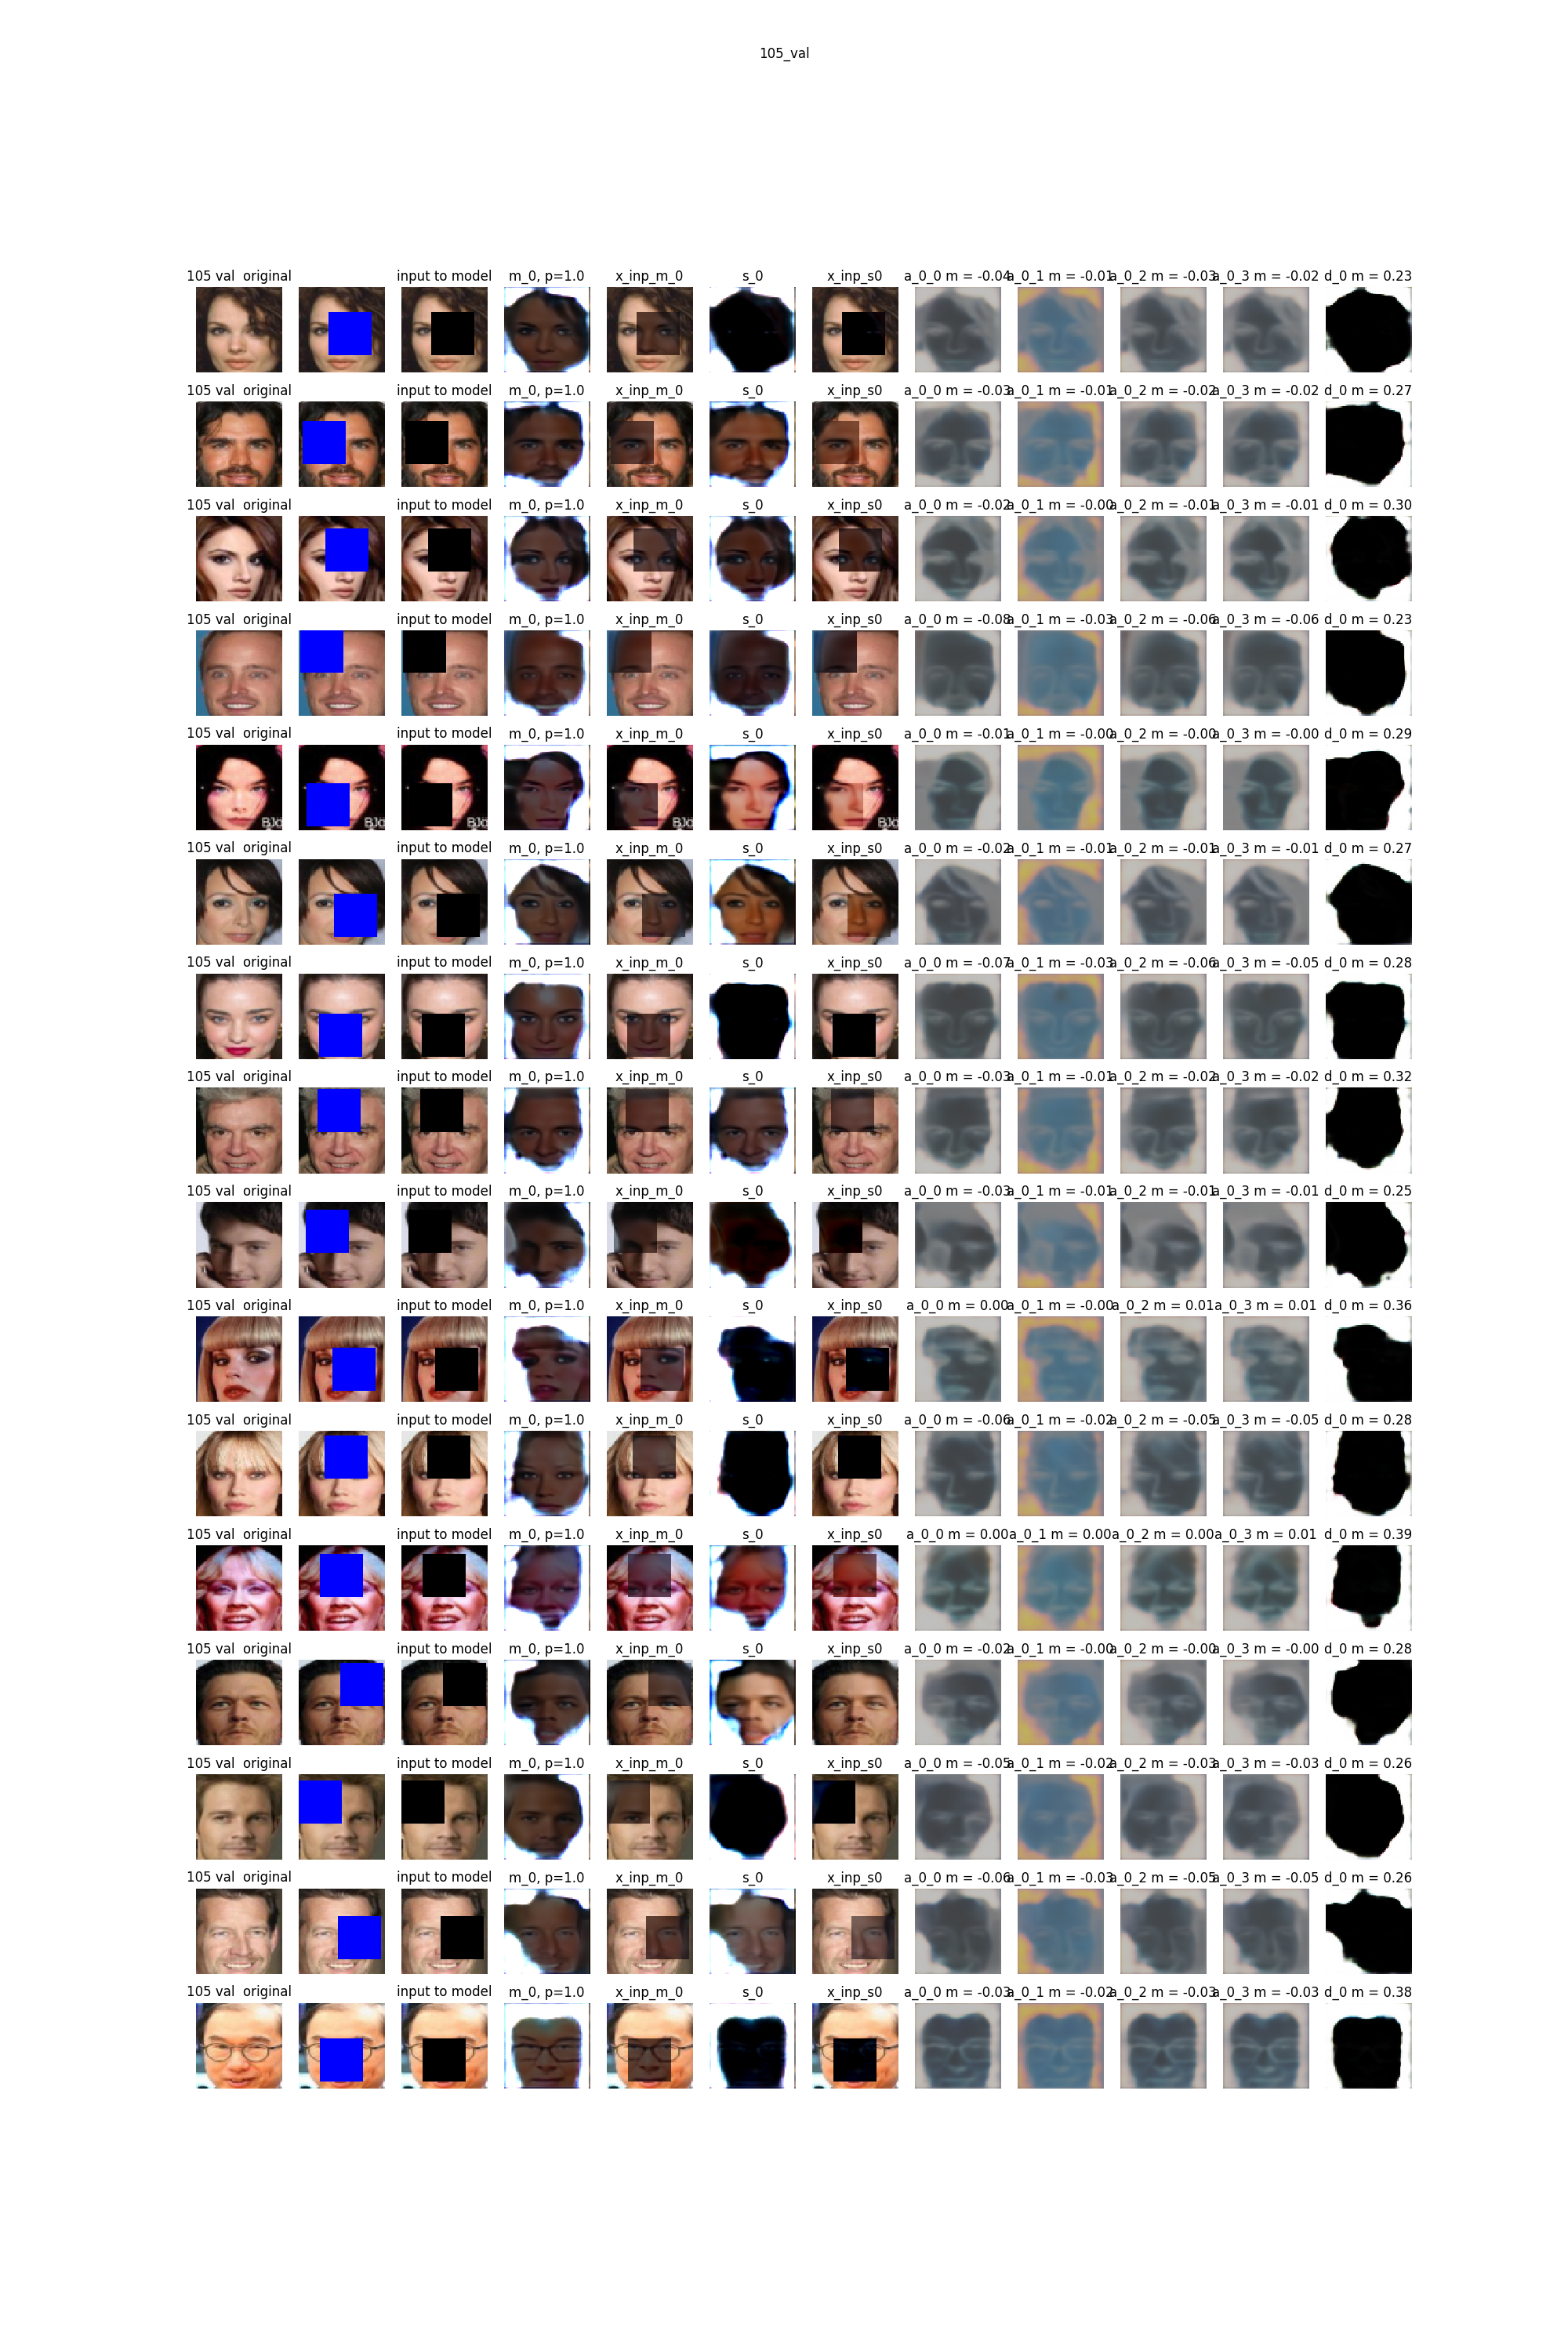 105_val
105 val original input to model m_0, p=1.0 x_inp_m_0 s_0 x_inp_s0 a_0_0 m = -0.04 a_0_1 m = -0.01 a_0_2 m = -0.03 a_0_3 m = -0.02 d_0 m = 0.23
105 val original input to model m_0, p=1.0 x_inp_m_0 s_0 x_inp_s0 a_0_0 m = -0.03 a_0_1 m = -0.01 a_0_2 m = -0.02 a_0_3 m = -0.02 d_0 m = 0.27
105 val original input to model m_0, p=1.0 x_inp_m_0 s_0 x_inp_s0 a_0_0 m = -0.02 a_0_1 m = -0.00 a_0_2 m = -0.01 a_0_3 m = -0.01 d_0 m = 0.30
105 val original input to model m_0, p=1.0 x_inp_m_0 s_0 x_inp_s0 a_0_0 m = -0.08 a_0_1 m = -0.03 a_0_2 m = -0.06 a_0_3 m = -0.06 d_0 m = 0.23
105 val original input to model m_0, p=1.0 x_inp_m_0 s_0 x_inp_s0 a_0_0 m = -0.01 a_0_1 m = -0.00 a_0_2 m = -0.00 a_0_3 m = -0.00 d_0 m = 0.29
105 val original input to model m_0, p=1.0 x_inp_m_0 s_0 x_inp_s0 a_0_0 m = -0.02 a_0_1 m = -0.01 a_0_2 m = -0.01 a_0_3 m = -0.01 d_0 m = 0.27
105 val original input to model m_0, p=1.0 x_inp_m_0 s_0 x_inp_s0 a_0_0 m = -0.07 a_0_1 m = -0.03 a_0_2 m = -0.06 a_0_3 m = -0.05 d_0 m = 0.28
105 val original input to model m_0, p=1.0 x_inp_m_0 s_0 x_inp_s0 a_0_0 m = -0.03 a_0_1 m = -0.01 a_0_2 m = -0.02 a_0_3 m = -0.02 d_0 m = 0.32
105 val original input to model m_0, p=1.0 x_inp_m_0 s_0 x_inp_s0 a_0_0 m = -0.03 a_0_1 m = -0.01 a_0_2 m = -0.01 a_0_3 m = -0.01 d_0 m = 0.25
105 val original input to model m_0, p=1.0 x_inp_m_0 s_0 x_inp_s0 a_0_0 m = 0.00 a_0_1 m = -0.00 a_0_2 m = 0.01 a_0_3 m = 0.01 d_0 m = 0.36
105 val original input to model m_0, p=1.0 x_inp_m_0 s_0 x_inp_s0 a_0_0 m = -0.06 a_0_1 m = -0.02 a_0_2 m = -0.05 a_0_3 m = -0.05 d_0 m = 0.28
105 val original input to model m_0, p=1.0 x_inp_m_0 s_0 x_inp_s0 a_0_0 m = 0.00 a_0_1 m = 0.00 a_0_2 m = 0.00 a_0_3 m = 0.01 d_0 m = 0.39
105 val original input to model m_0, p=1.0 x_inp_m_0 s_0 x_inp_s0 a_0_0 m = -0.02 a_0_1 m = -0.00 a_0_2 m = -0.00 a_0_3 m = -0.00 d_0 m = 0.28
105 val original input to model m_0, p=1.0 x_inp_m_0 s_0 x_inp_s0 a_0_0 m = -0.05 a_0_1 m = -0.02 a_0_2 m = -0.03 a_0_3 m = -0.03 d_0 m = 0.26
105 val original input to model m_0, p=1.0 x_inp_m_0 s_0 x_inp_s0 a_0_0 m = -0.06 a_0_1 m = -0.03 a_0_2 m = -0.05 a_0_3 m = -0.05 d_0 m = 0.26
105 val original input to model m_0, p=1.0 x_inp_m_0 s_0 x_inp_s0 a_0_0 m = -0.03 a_0_1 m = -0.02 a_0_2 m = -0.03 a_0_3 m = -0.03 d_0 m = 0.38